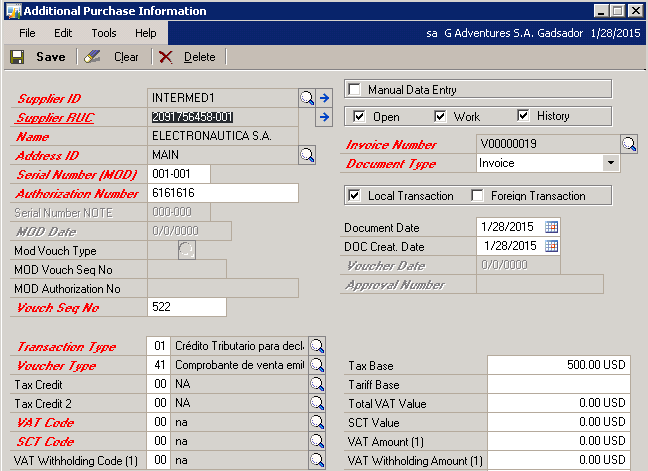 Additional Purchase Information
File Edit Tools Help sa G Adventures S.A. Gadsador 1/28/2015
Save Clear Delete
Supplier ID INTERMED1
Supplier RUC 2091756458-001
Name ELECTRONAUTICA S.A.
Address ID MAIN
Serial Number (MOD) 001-001
Authorization Number 6161616
Serial Number NOTE 000-000
MOD Date 0/0/0000
Mod Vouch Type
MOD Vouch Seq No
MOD Authorization No
Vouch Seq No 522
Manual Data Entry
Open Work History
Invoice Number V00000019
Document Type Invoice
Local Transaction Foreign Transaction
Document Date 1/28/2015
DOC Creat. Date 1/28/2015
Voucher Date 0/0/0000
Approval Number
Transaction Type 01 Crédito Tributario para decla
Voucher Type 41 Comprobante de venta emit
Tax Credit 00 NA
Tax Credit 2 00 NA
VAT Code 00 na
SCT Code 00 na
VAT Withholding Code (1) 00 na
Tax Base 500.00 USD
Tariff Base
Total VAT Value 0.00 USD
SCT Value 0.00 USD
VAT Amount (1) 0.00 USD
VAT Withholding Amount (1) 0.00 USD